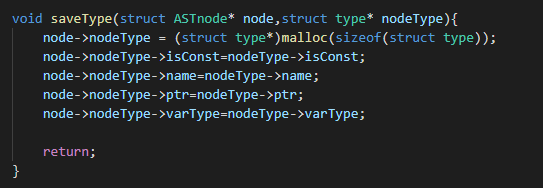 void saveType(struct ASTnode* node,struct type* nodeType){
    node->nodeType = (struct type*)malloc(sizeof(struct type));
    node->nodeType->isConst=nodeType->isConst;
    node->nodeType->name=nodeType->name;
    node->nodeType->ptr=nodeType->ptr;
    node->nodeType->varType=nodeType->varType;

    return;
}